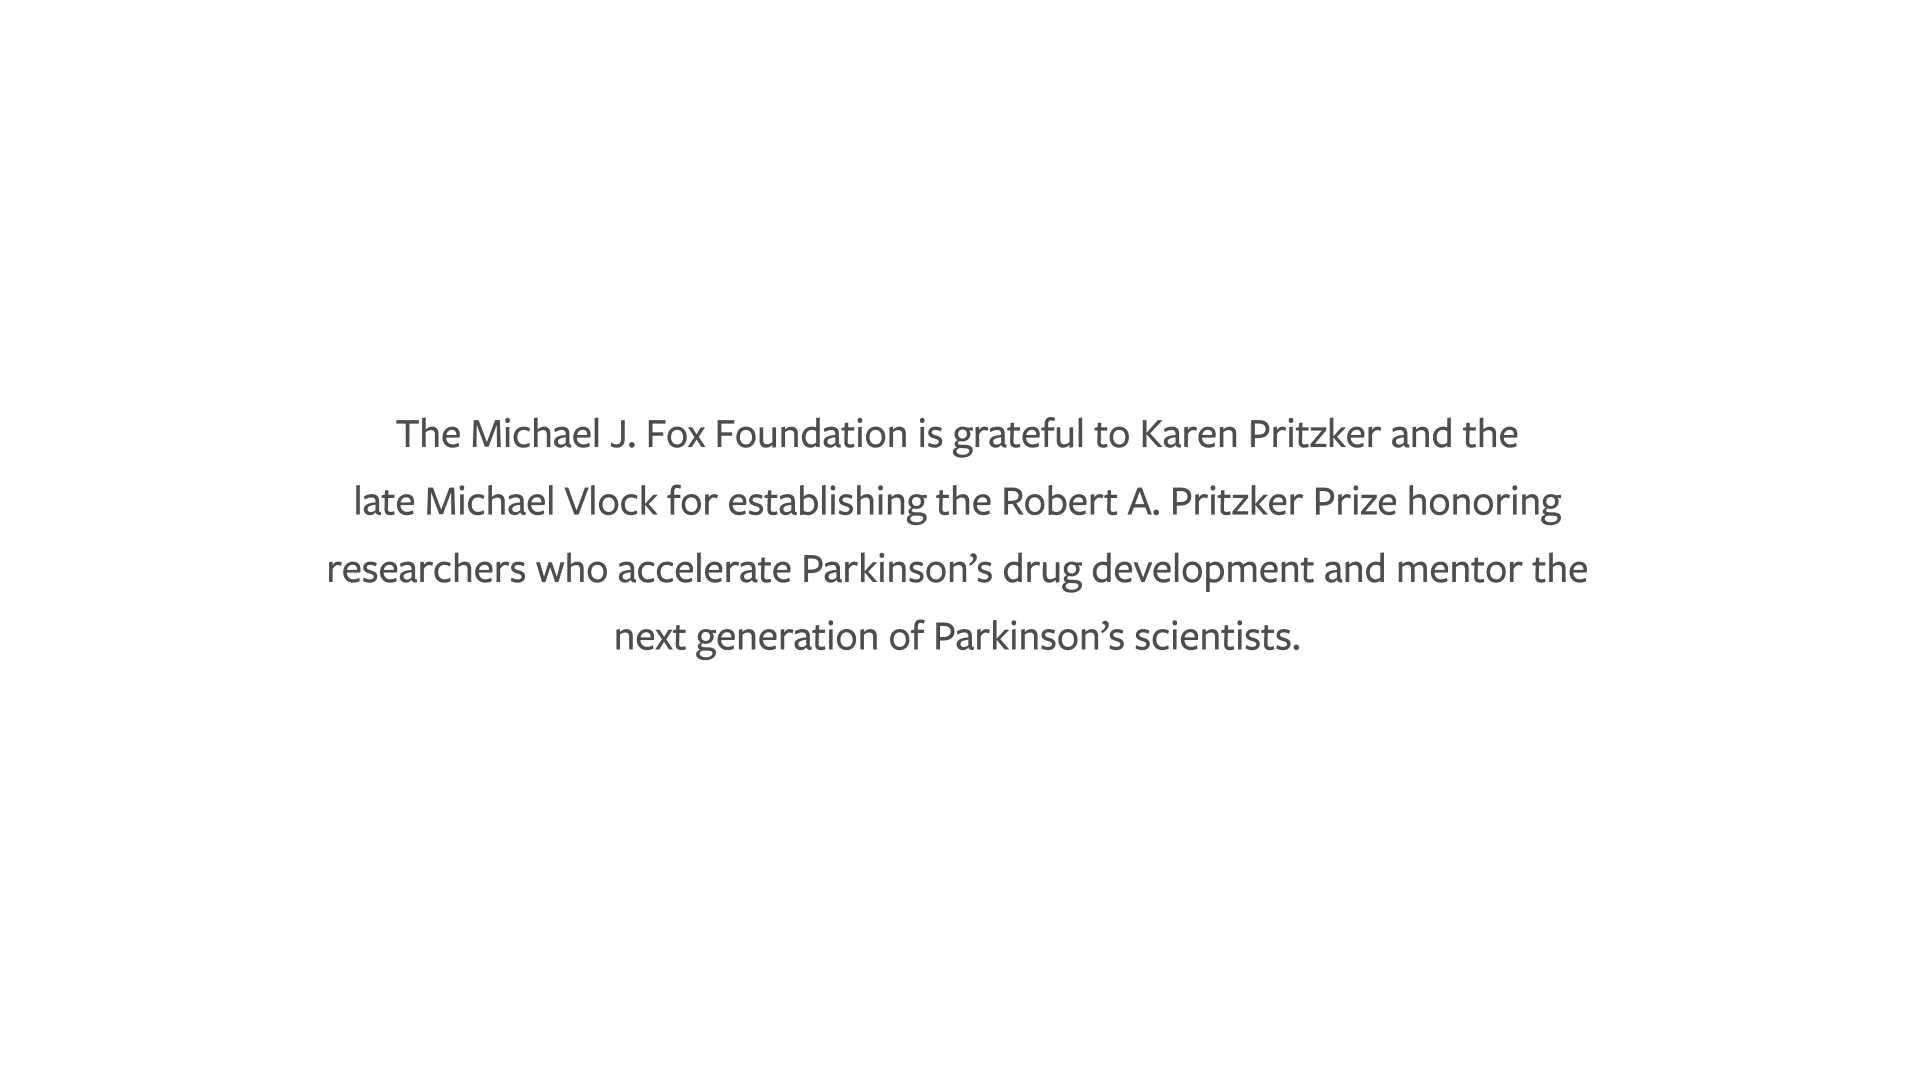 The Michael J. Fox Foundation is grateful to Karen Pritzker and the
late Michael Vlock for establishing the Robert A. Pritzker Prize honoring
researchers who accelerate Parkinson’s drug development and mentor the
next generation of Parkinson’s scientists.